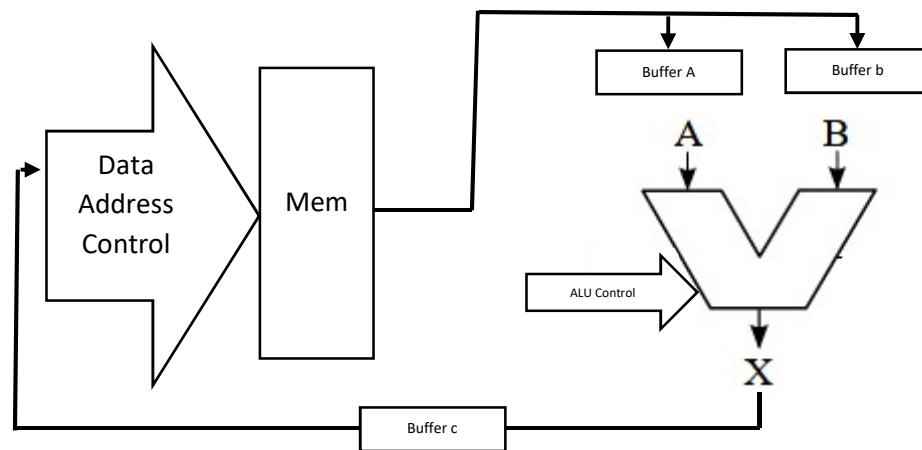 Buffer A
Buffer b
A
B
Data
Address
Control
Mem
ALU Control
X
Buffer c